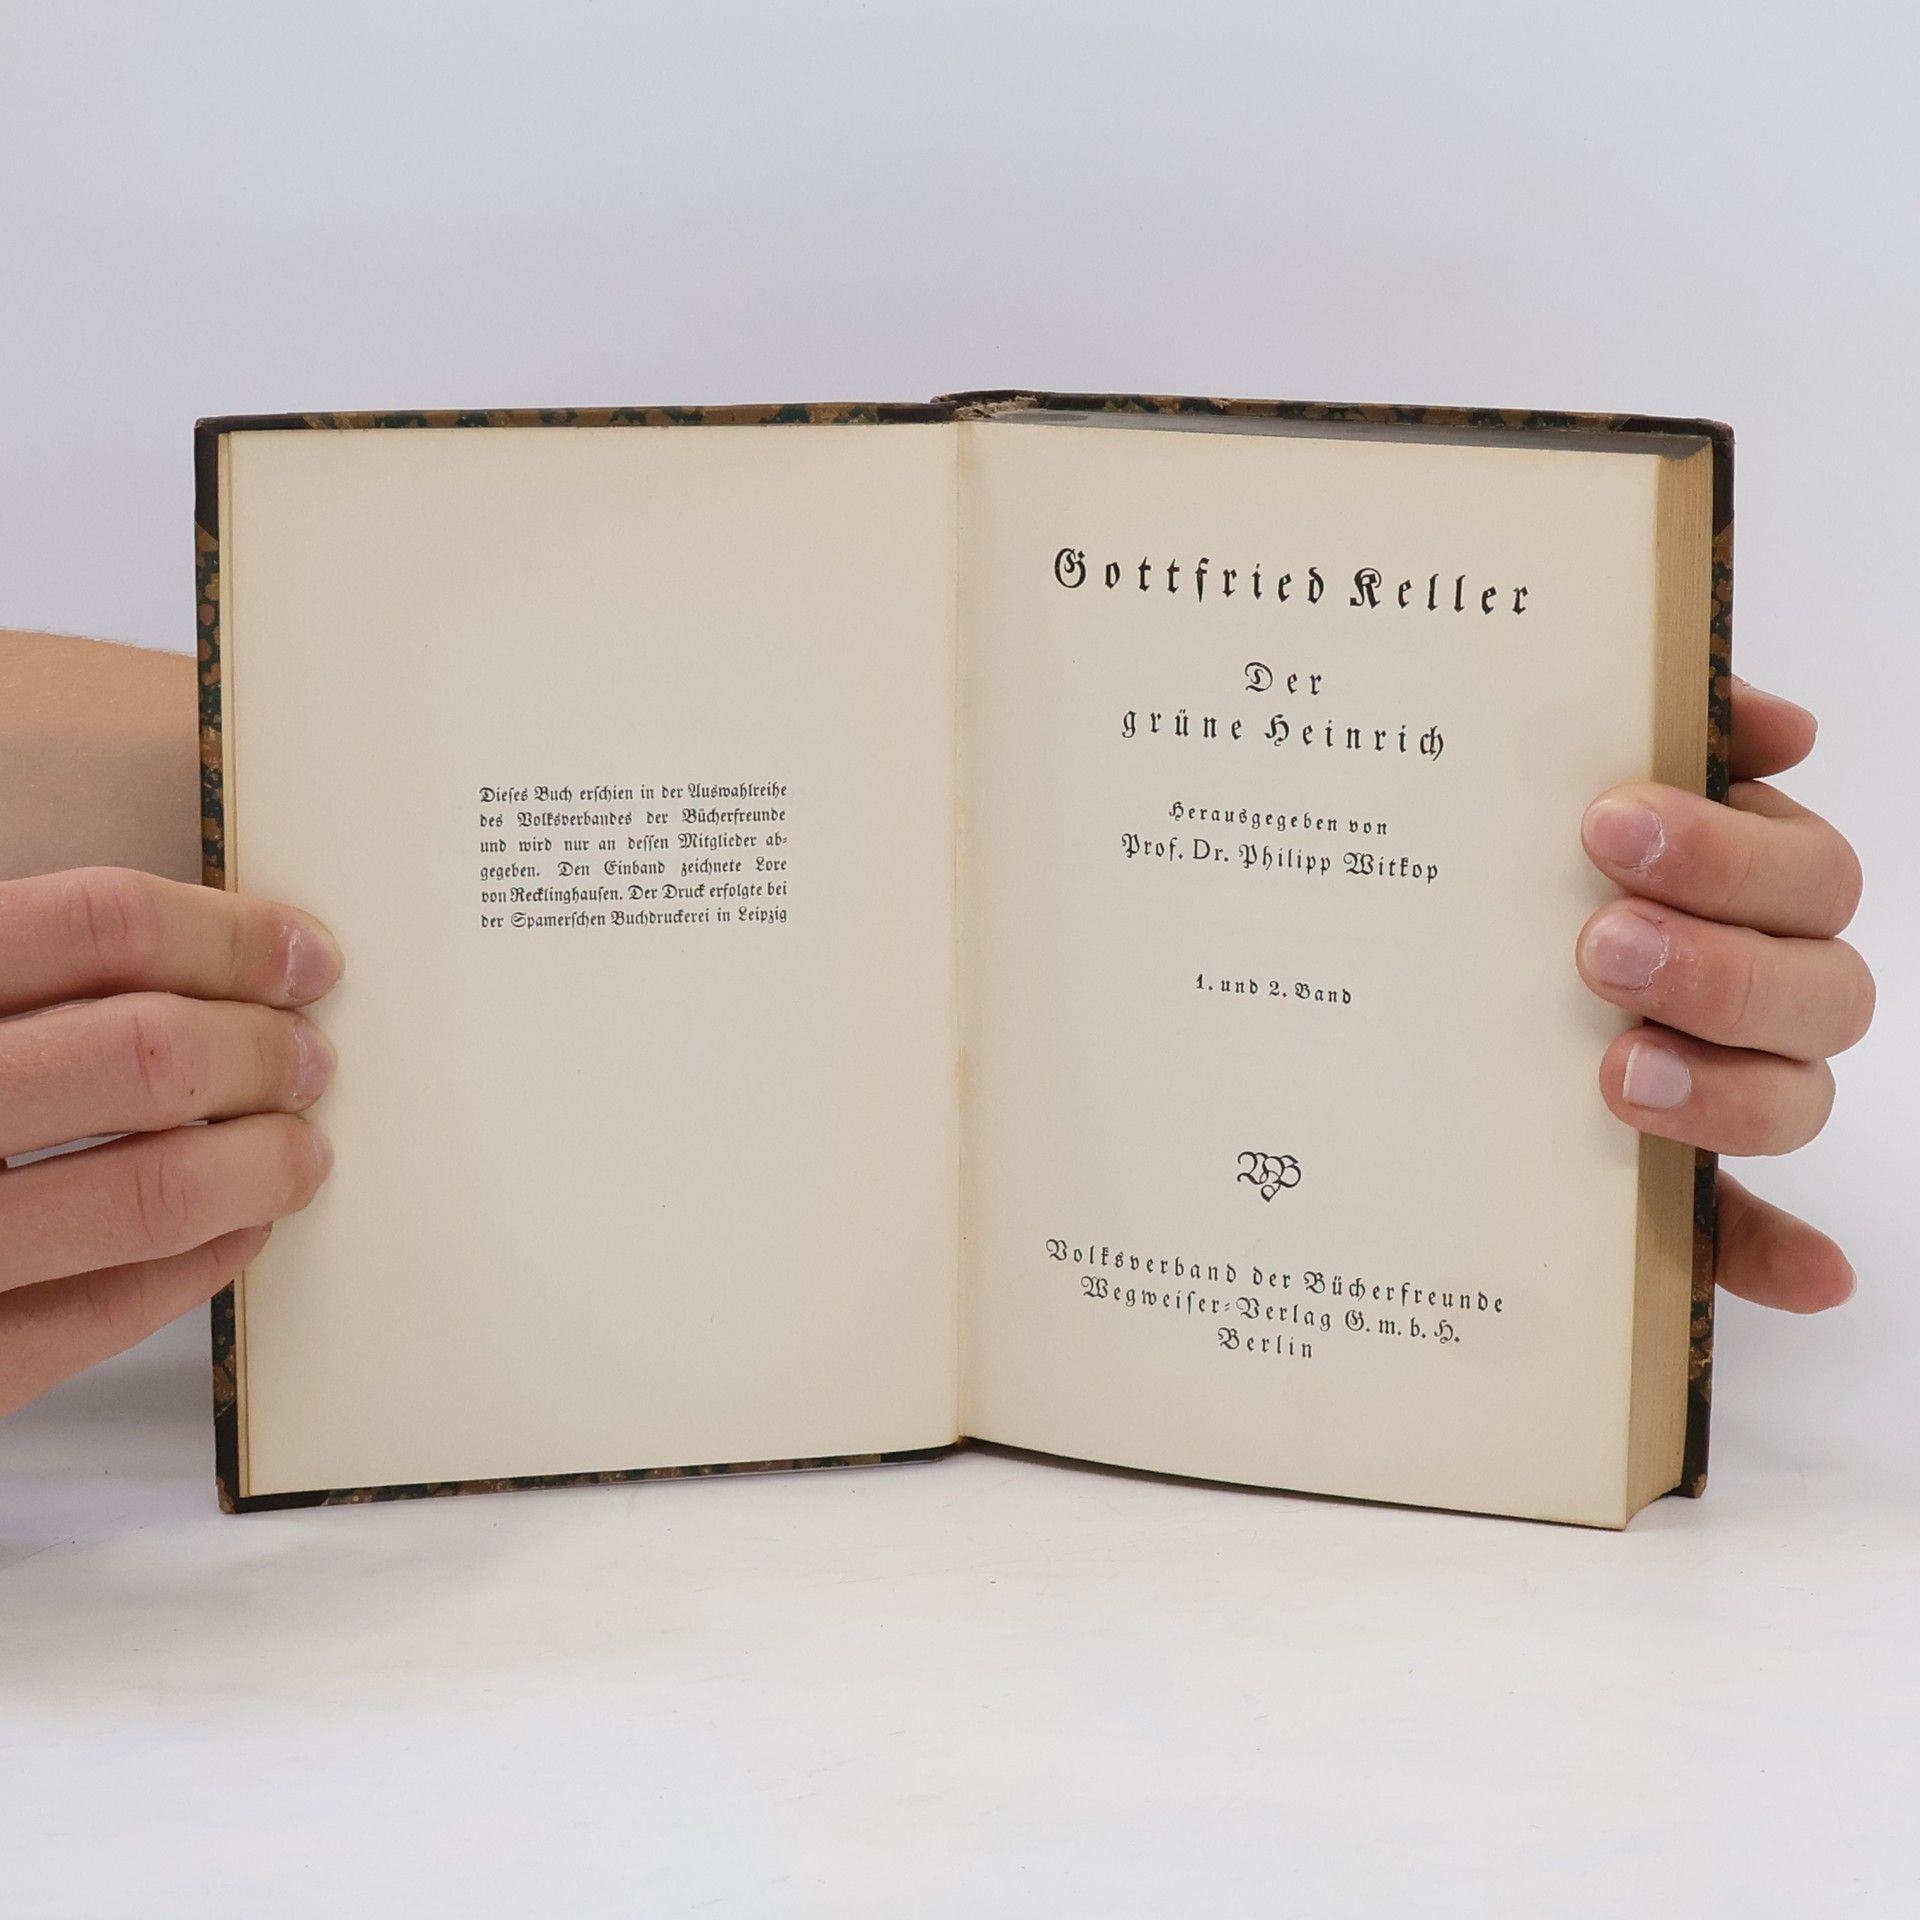 Dieses Buch erschien in der Auswahlreihe
des Volksverbandes der Bücherfreunde
und wird nur an dessen Mitglieder ab-
gegeben. Den Einband zeichnete Lore
von Recklinghausen. Der Druck erfolgte bei
der Spamerschen Buchdruckerei in Leipzig
Gottfried Keller
Der
grüne Heinrich
Herausgegeben von
Prof. Dr. Philipp Witkop
1. und 2. Band
VB
Volksverband der Bücherfreunde
Wegweiser-Verlag G. m. b. H.
Berlin